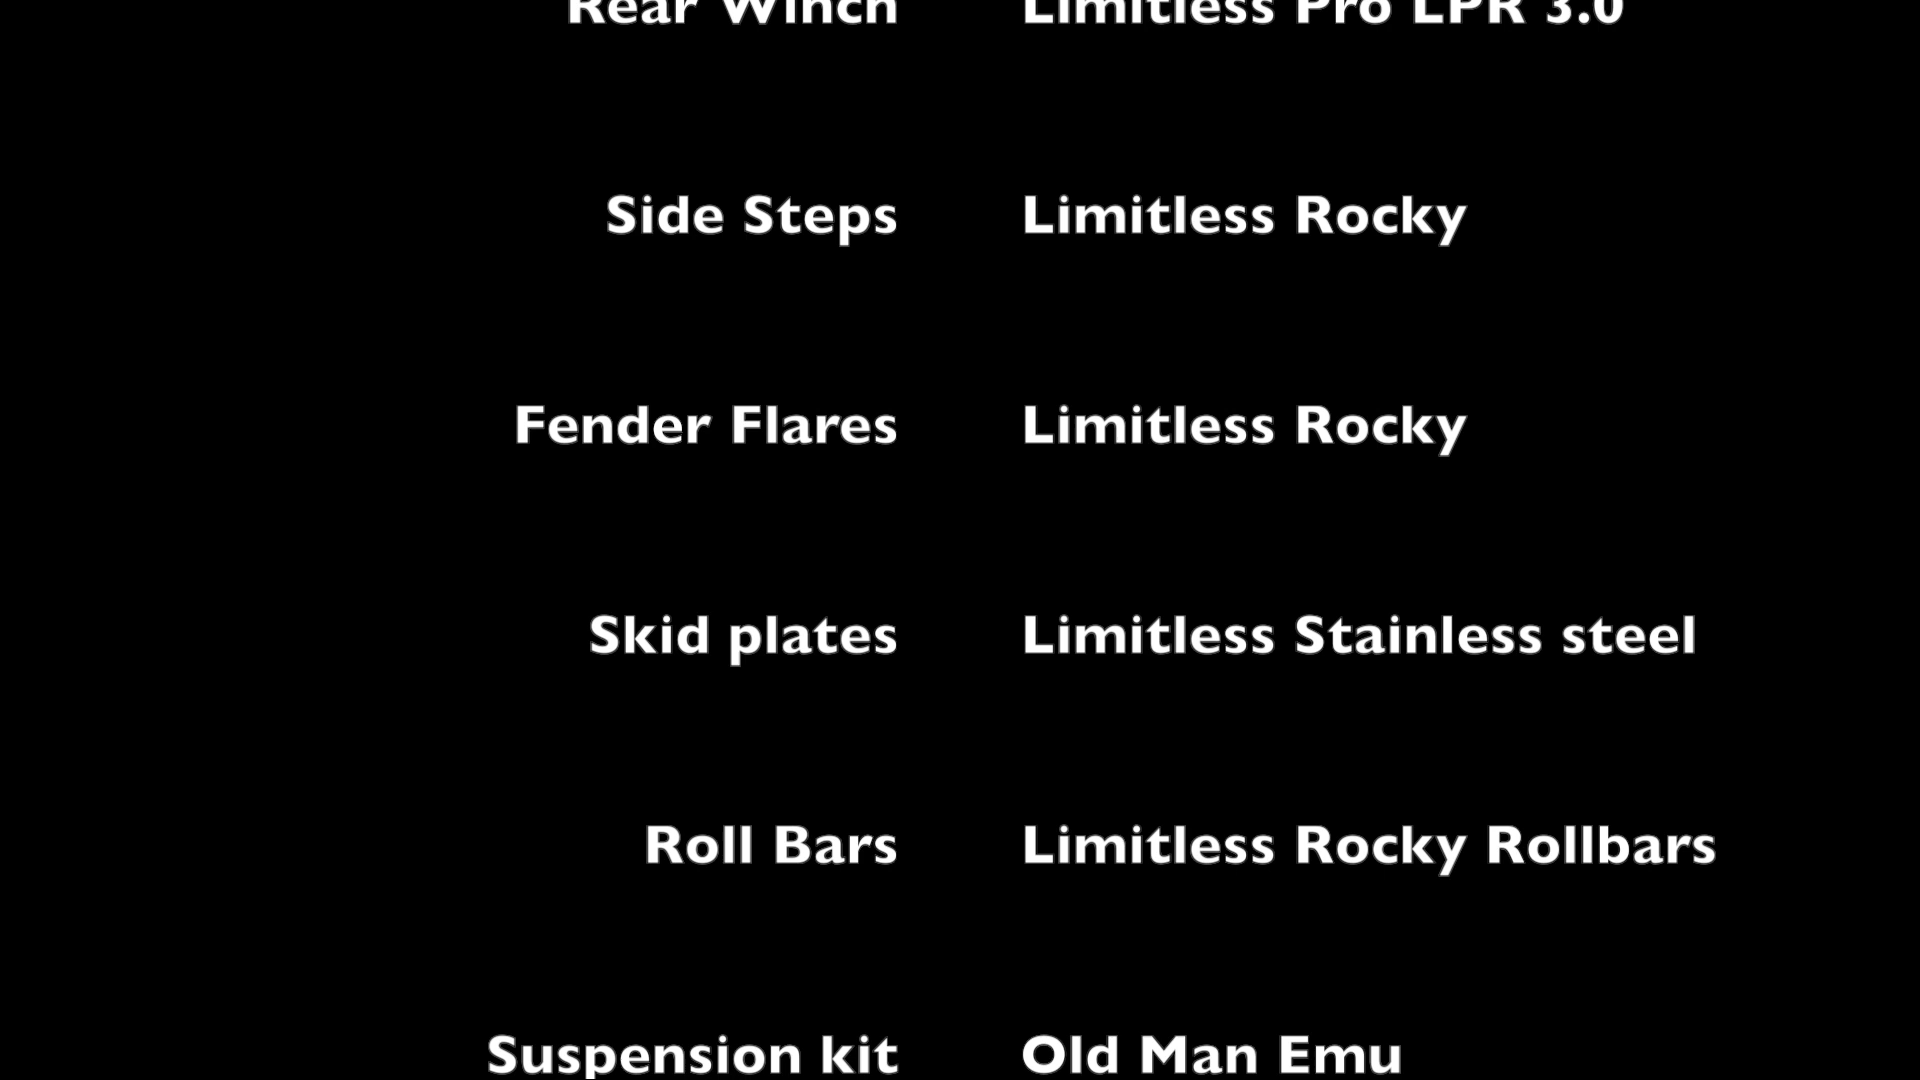 Rear Winch Limitless Pro LPR 3.0
Side Steps Limitless Rocky
Fender Flares Limitless Rocky
Skid plates Limitless Stainless steel
Roll Bars Limitless Rocky Rollbars
Suspension kit Old Man Emu